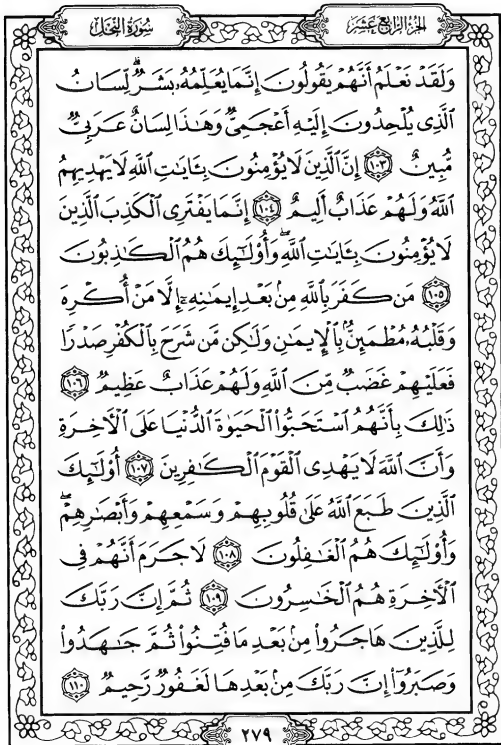 الجزء الرابع عشر
سورة النحل
وَلَقَدْ نَعْلَمُ أَنَّهُمْ يَقُولُونَ إِنَّمَا يُعَلِّمُهُۥ بَشَرٌۗ لِّسَانُ
ٱلَّذِى يُلْحِدُونَ إِلَيْهِ أَعْجَمِىٌّ وَهَـٰذَا لِسَانٌ عَرَبِىٌّ
مُّبِينٌ ١٠٣ إِنَّ ٱلَّذِينَ لَا يُؤْمِنُونَ بِـَٔايَـٰتِ ٱللَّهِ لَا يَهْدِيهِمُ
ٱللَّهُ وَلَهُمْ عَذَابٌ أَلِيمٌ ١٠٤ إِنَّمَا يَفْتَرِى ٱلْكَذِبَ ٱلَّذِينَ
لَا يُؤْمِنُونَ بِـَٔايَـٰتِ ٱللَّهِۖ وَأُو۟لَـٰٓئِكَ هُمُ ٱلْكَـٰذِبُونَ
١٠٥ مَن كَفَرَ بِٱللَّهِ مِنۢ بَعْدِ إِيمَـٰنِهِۦٓ إِلَّا مَنْ أُكْرِهَ
وَقَلْبُهُۥ مُطْمَئِنٌّۢ بِٱلْإِيمَـٰنِ وَلَـٰكِن مَّن شَرَحَ بِٱلْكُفْرِ صَدْرًا
فَعَلَيْهِمْ غَضَبٌ مِّنَ ٱللَّهِ وَلَهُمْ عَذَابٌ عَظِيمٌ ١٠٦
ذَٰلِكَ بِأَنَّهُمُ ٱسْتَحَبُّوا۟ ٱلْحَيَوٰةَ ٱلدُّنْيَا عَلَى ٱلْـَٔاخِرَةِ
وَأَنَّ ٱللَّهَ لَا يَهْدِى ٱلْقَوْمَ ٱلْكَـٰفِرِينَ ١٠٧ أُو۟لَـٰٓئِكَ
ٱلَّذِينَ طَبَعَ ٱللَّهُ عَلَىٰ قُلُوبِهِمْ وَسَمْعِهِمْ وَأَبْصَـٰرِهِمْۖ
وَأُو۟لَـٰٓئِكَ هُمُ ٱلْغَـٰفِلُونَ ١٠٨ لَا جَرَمَ أَنَّهُمْ فِى
ٱلْـَٔاخِرَةِ هُمُ ٱلْخَـٰسِرُونَ ١٠٩ ثُمَّ إِنَّ رَبَّكَ
لِلَّذِينَ هَاجَرُوا۟ مِنۢ بَعْدِ مَا فُتِنُوا۟ ثُمَّ جَـٰهَدُوا۟
وَصَبَرُوٓا۟ إِنَّ رَبَّكَ مِنۢ بَعْدِهَا لَغَفُورٌ رَّحِيمٌ ١١٠
٢٧٩